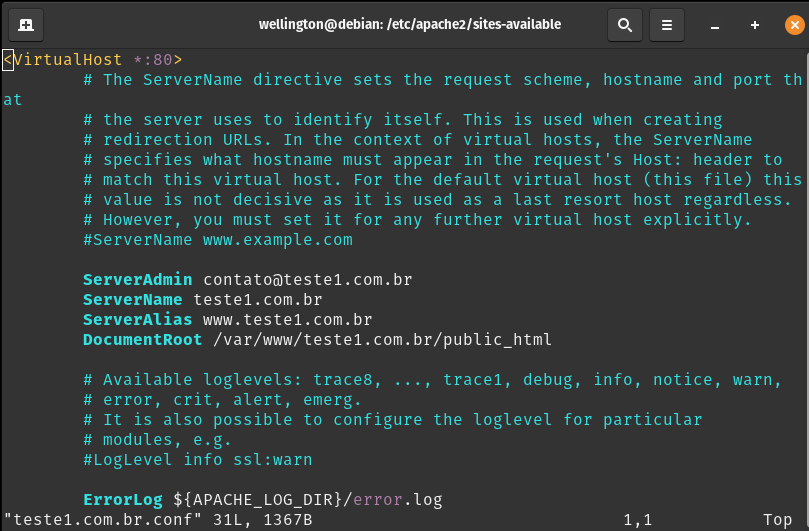 wellington@debian: /etc/apache2/sites-available
<VirtualHost *:80>
        # The ServerName directive sets the request scheme, hostname and port th
at
        # the server uses to identify itself. This is used when creating
        # redirection URLs. In the context of virtual hosts, the ServerName
        # specifies what hostname must appear in the request's Host: header to
        # match this virtual host. For the default virtual host (this file) this
        # value is not decisive as it is used as a last resort host regardless.
        # However, you must set it for any further virtual host explicitly.
        #ServerName www.example.com

        ServerAdmin contato@teste1.com.br
        ServerName teste1.com.br
        ServerAlias www.teste1.com.br
        DocumentRoot /var/www/teste1.com.br/public_html

        # Available loglevels: trace8, ..., trace1, debug, info, notice, warn,
        # error, crit, alert, emerg.
        # It is also possible to configure the loglevel for particular
        # modules, e.g.
        #LogLevel info ssl:warn

        ErrorLog ${APACHE_LOG_DIR}/error.log
"teste1.com.br.conf" 31L, 1367B 1,1 Top